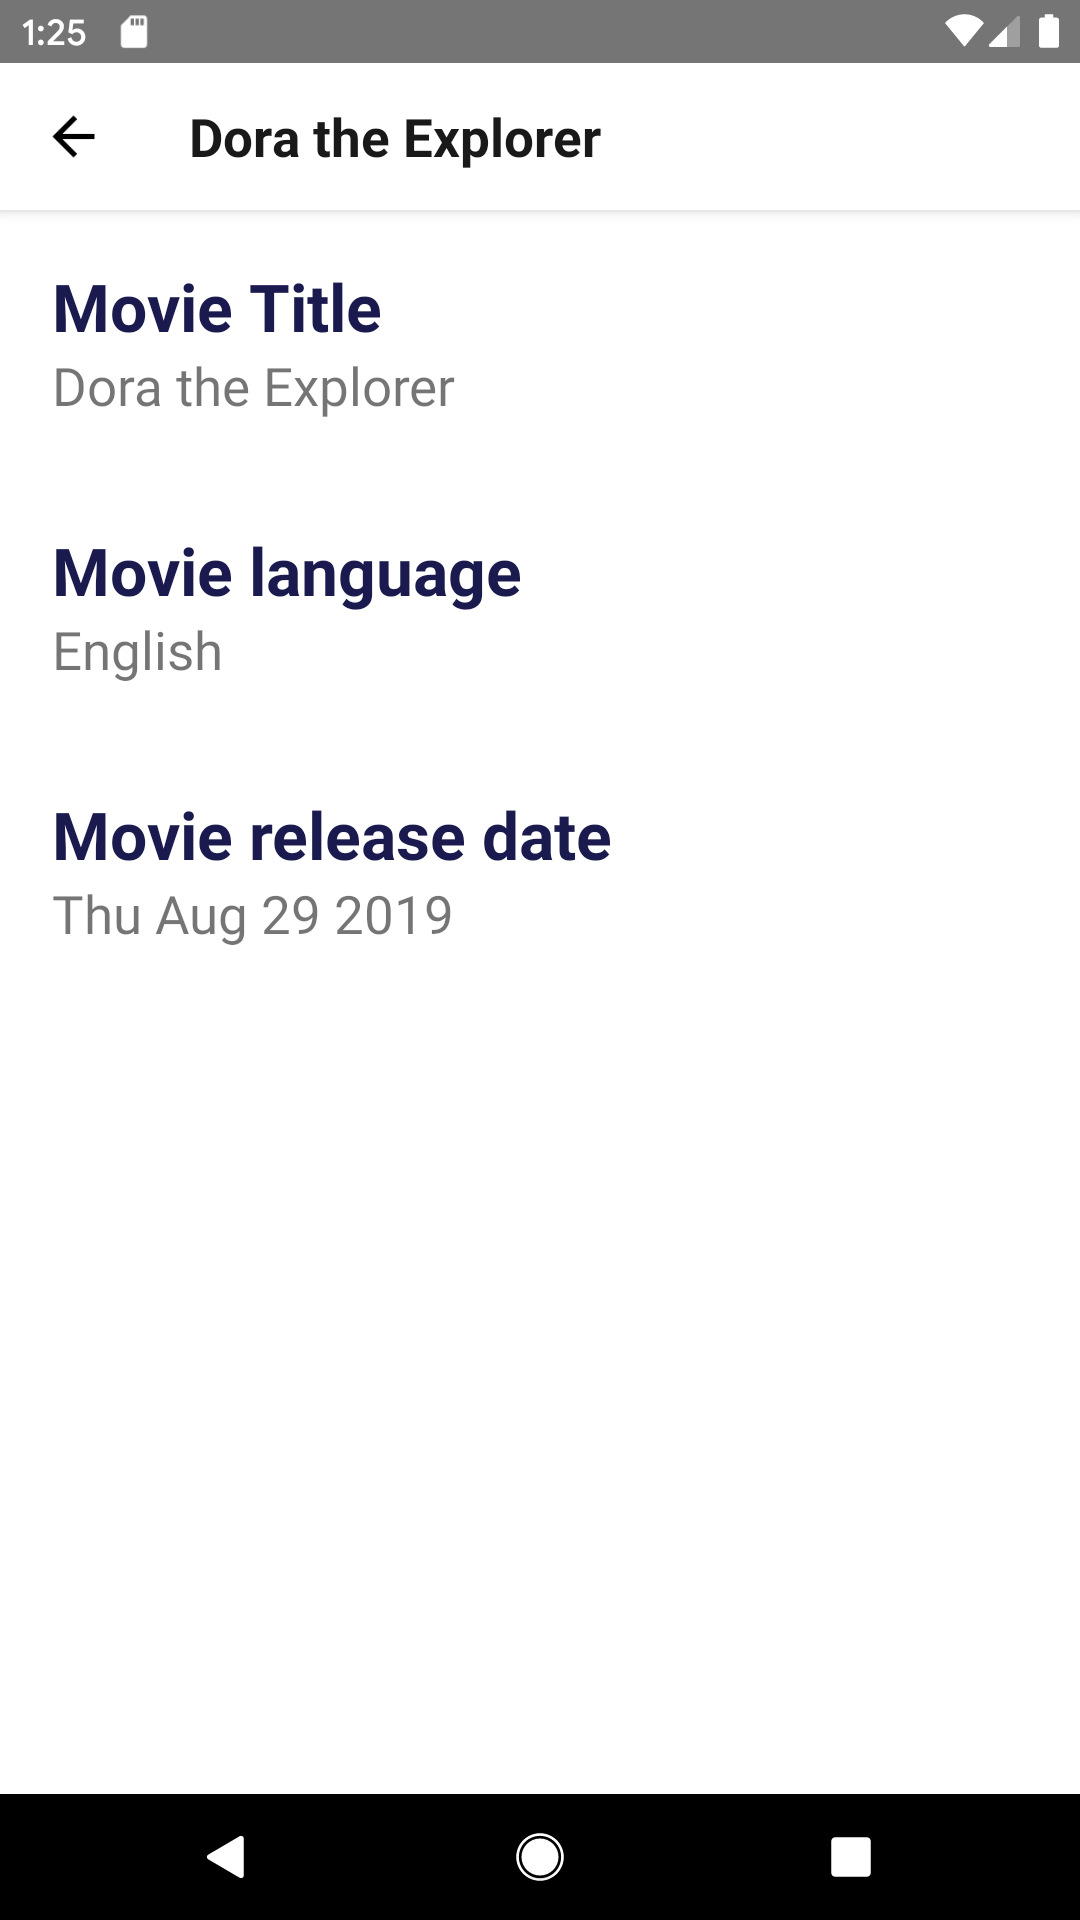 1:25
Dora the Explorer
Movie Title
Dora the Explorer
Movie language
English
Movie release date
Thu Aug 29 2019